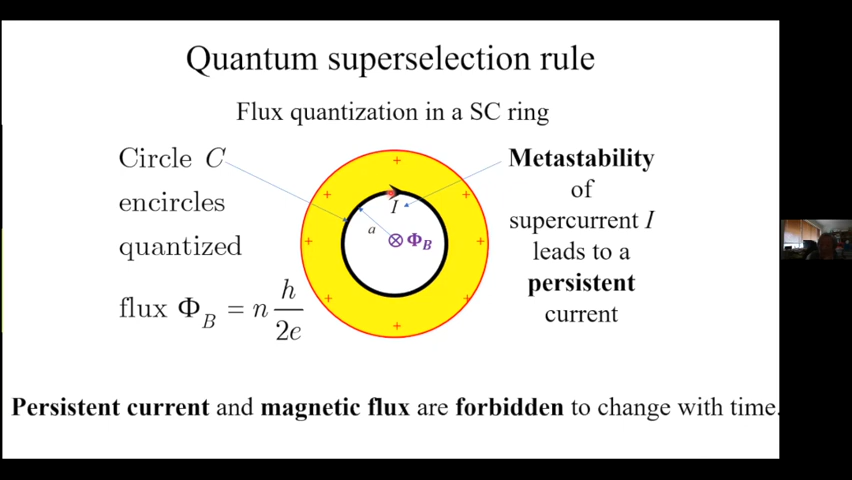 Quantum superselection rule
Flux quantization in a SC ring
Circle C
encircles
quantized
flux Φ_B = n h/2e
+
+
+
+
+
+
+
+
I
a
⊗ Φ_B
Metastability
of
supercurrent I
leads to a
persistent
current
Persistent current and magnetic flux are forbidden to change with time.